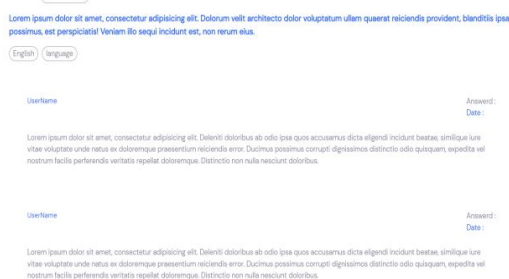 Lorem ipsum dolor sit amet, consectetur adipisicing elit. Dolorum velit architecto dolor voluptatum ullam quaerat reiciendis provident, blanditiis ipsa
possimus, est perspiciatis! Veniam illo sequi incidunt est, non rerum eius.
English language
UserName Answerd :
Date :
Lorem ipsum dolor sit amet, consectetur adipisicing elit. Deleniti doloribus ab odio ipsa quos accusamus dicta eligendi incidunt beatae, similique iure
vitae voluptate unde natus ex doloremque praesentium reiciendis error. Ducimus possimus corrupti dignissimos distinctio odio quisquam, expedita vel
nostrum facilis perferendis veritatis repellat doloremque. Distinctio non nulla nesciunt doloribus.
UserName Answerd :
Date :
Lorem ipsum dolor sit amet, consectetur adipisicing elit. Deleniti doloribus ab odio ipsa quos accusamus dicta eligendi incidunt beatae, similique iure
vitae voluptate unde natus ex doloremque praesentium reiciendis error. Ducimus possimus corrupti dignissimos distinctio odio quisquam, expedita vel
nostrum facilis perferendis veritatis repellat doloremque. Distinctio non nulla nesciunt doloribus.